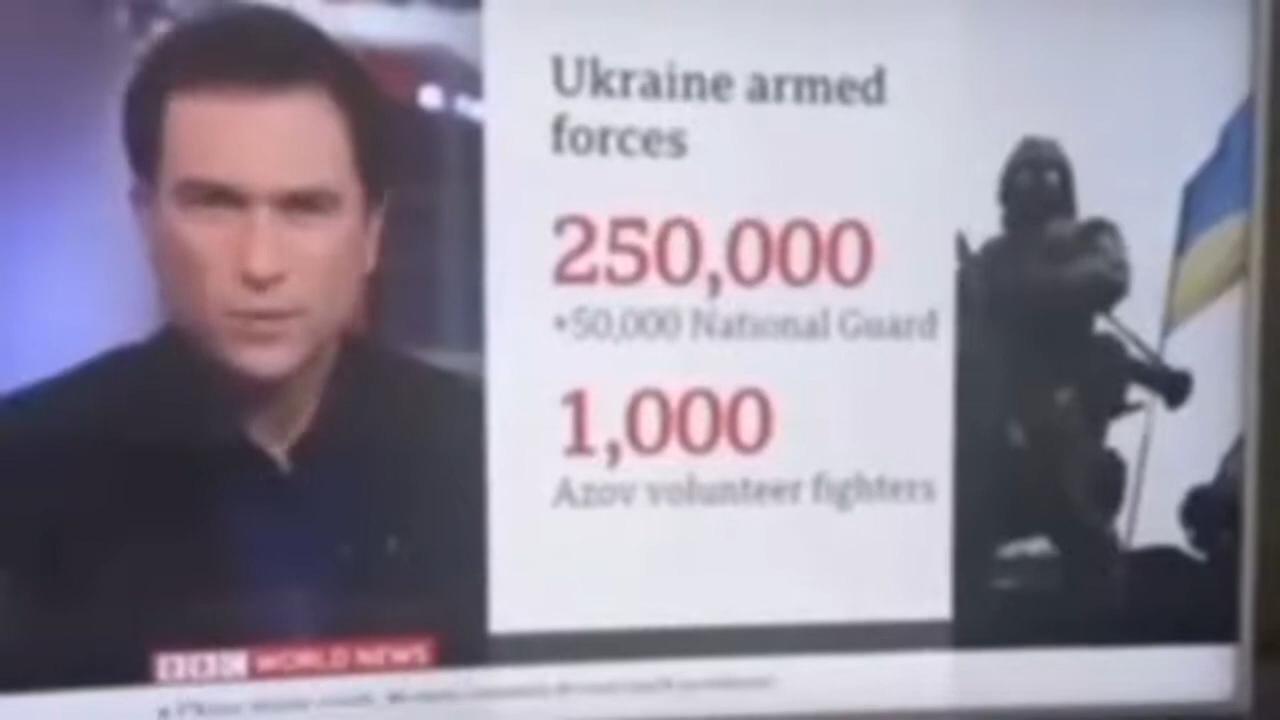 Ukraine armed
forces
250,000
+50,000 National Guard
1,000
Azov volunteer fighters
BBC WORLD NEWS